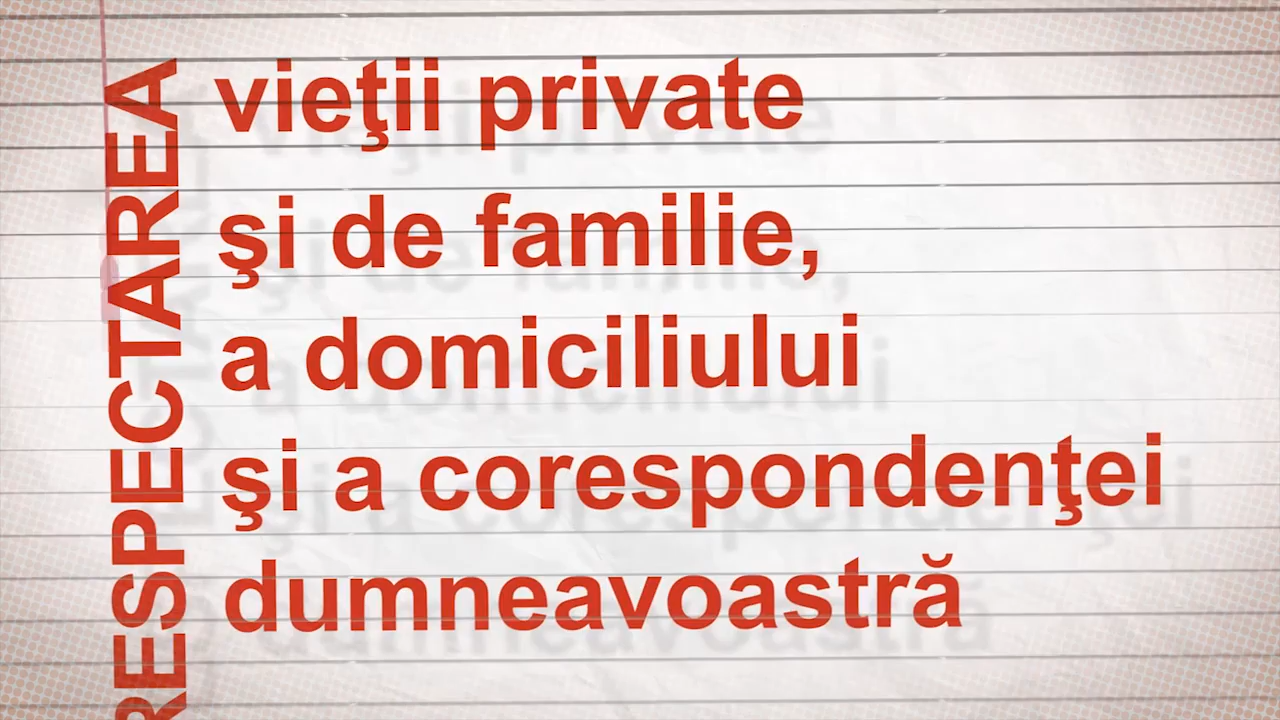 RESPECTAREA
vieţii private
şi de familie,
a domiciliului
şi a corespondenţei
dumneavoastră